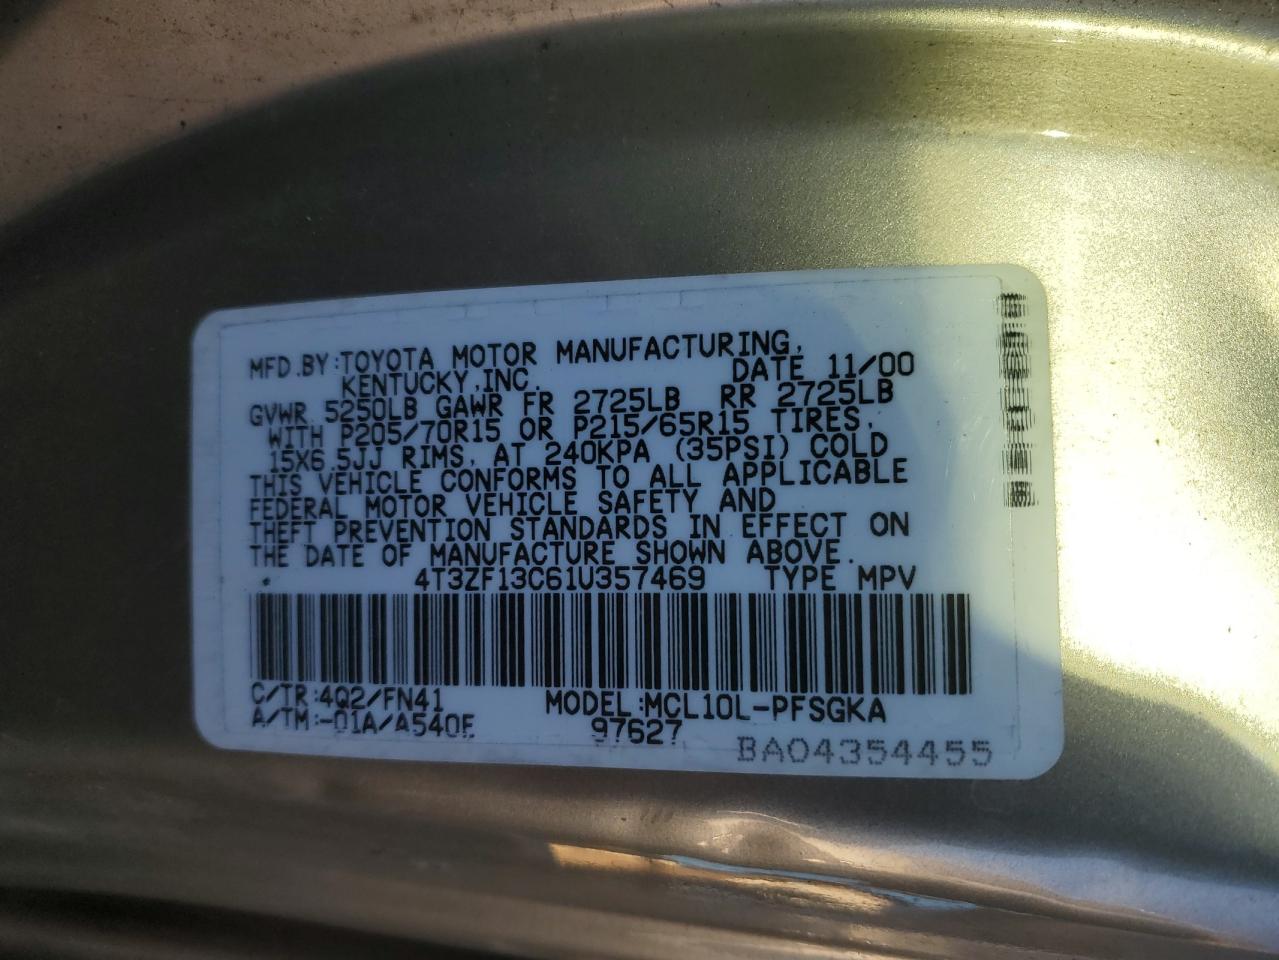 MFD.BY:TOYOTA MOTOR MANUFACTURING,
KENTUCKY,INC. DATE 11/00
GVWR 5250LB GAWR FR 2725LB RR 2725LB
WITH P205/70R15 OR P215/65R15 TIRES,
15X6.5JJ RIMS, AT 240KPA (35PSI) COLD
THIS VEHICLE CONFORMS TO ALL APPLICABLE
FEDERAL MOTOR VEHICLE SAFETY AND
THEFT PREVENTION STANDARDS IN EFFECT ON
THE DATE OF MANUFACTURE SHOWN ABOVE.
4T3ZF13C61U357469 TYPE MPV
C/TR:4Q2/FN41 MODEL:MCL10L-PFSGKA
A/TM:-01A/A540E 97627
BA04354455